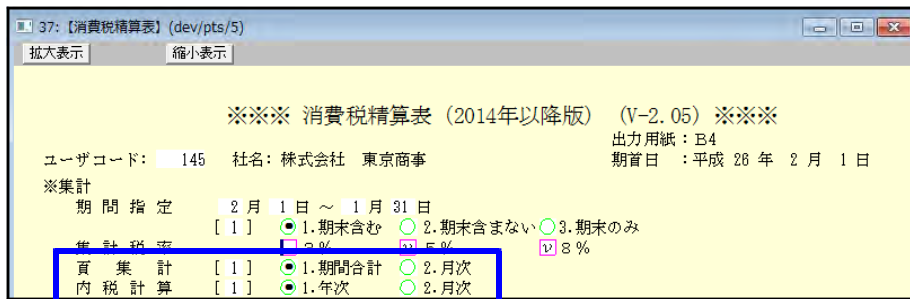 37:【消費税精算表】(dev/pts/5)
拡大表示 縮小表示
※※※ 消費税精算表 (2014年以降版) (V-2.05) ※※※
出力用紙：B4
ユーザコード： 145 社名：株式会社 東京商事 期首日 ：平成 26 年 2 月 1 日
※集計
期 間 指 定 2 月 1 日 ～ 1 月 31 日
[ 1 ] 1.期末含む 2.期末含まない 3.期末のみ
集 計 税 率 3 % ν 5 % ν 8 %
頁 集 計 [ 1 ] 1.期間合計 2.月次
内 税 計 算 [ 1 ] 1.年次 2.月次